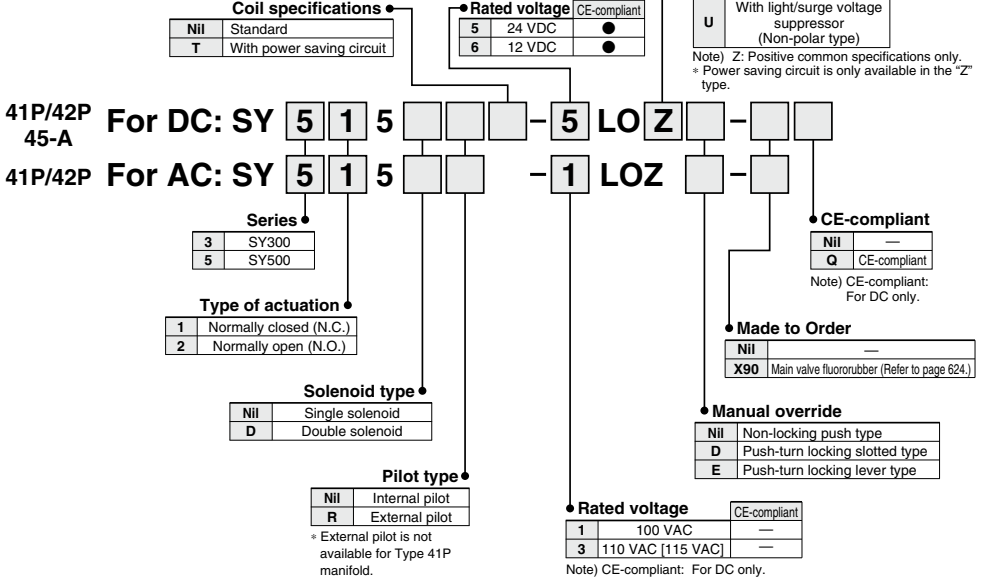 Coil specifications
Nil Standard
T With power saving circuit
Rated voltage CE-compliant
5 24 VDC ●
6 12 VDC ●
U With light/surge voltage suppressor (Non-polar type)
Note) Z: Positive common specifications only.
* Power saving circuit is only available in the “Z” type.
41P/42P
45-A
For DC: SY 5 1 5 – 5 LO Z –
41P/42P For AC: SY 5 1 5 – 1 LOZ –
Series
3 SY300
5 SY500
Type of actuation
1 Normally closed (N.C.)
2 Normally open (N.O.)
Solenoid type
Nil Single solenoid
D Double solenoid
Pilot type
Nil Internal pilot
R External pilot
* External pilot is not
available for Type 41P
manifold.
CE-compliant
Nil —
Q CE-compliant
Note) CE-compliant:
For DC only.
Made to Order
Nil —
X90 Main valve fluororubber (Refer to page 624.)
Manual override
Nil Non-locking push type
D Push-turn locking slotted type
E Push-turn locking lever type
Rated voltage CE-compliant
1 100 VAC —
3 110 VAC [115 VAC] —
Note) CE-compliant: For DC only.